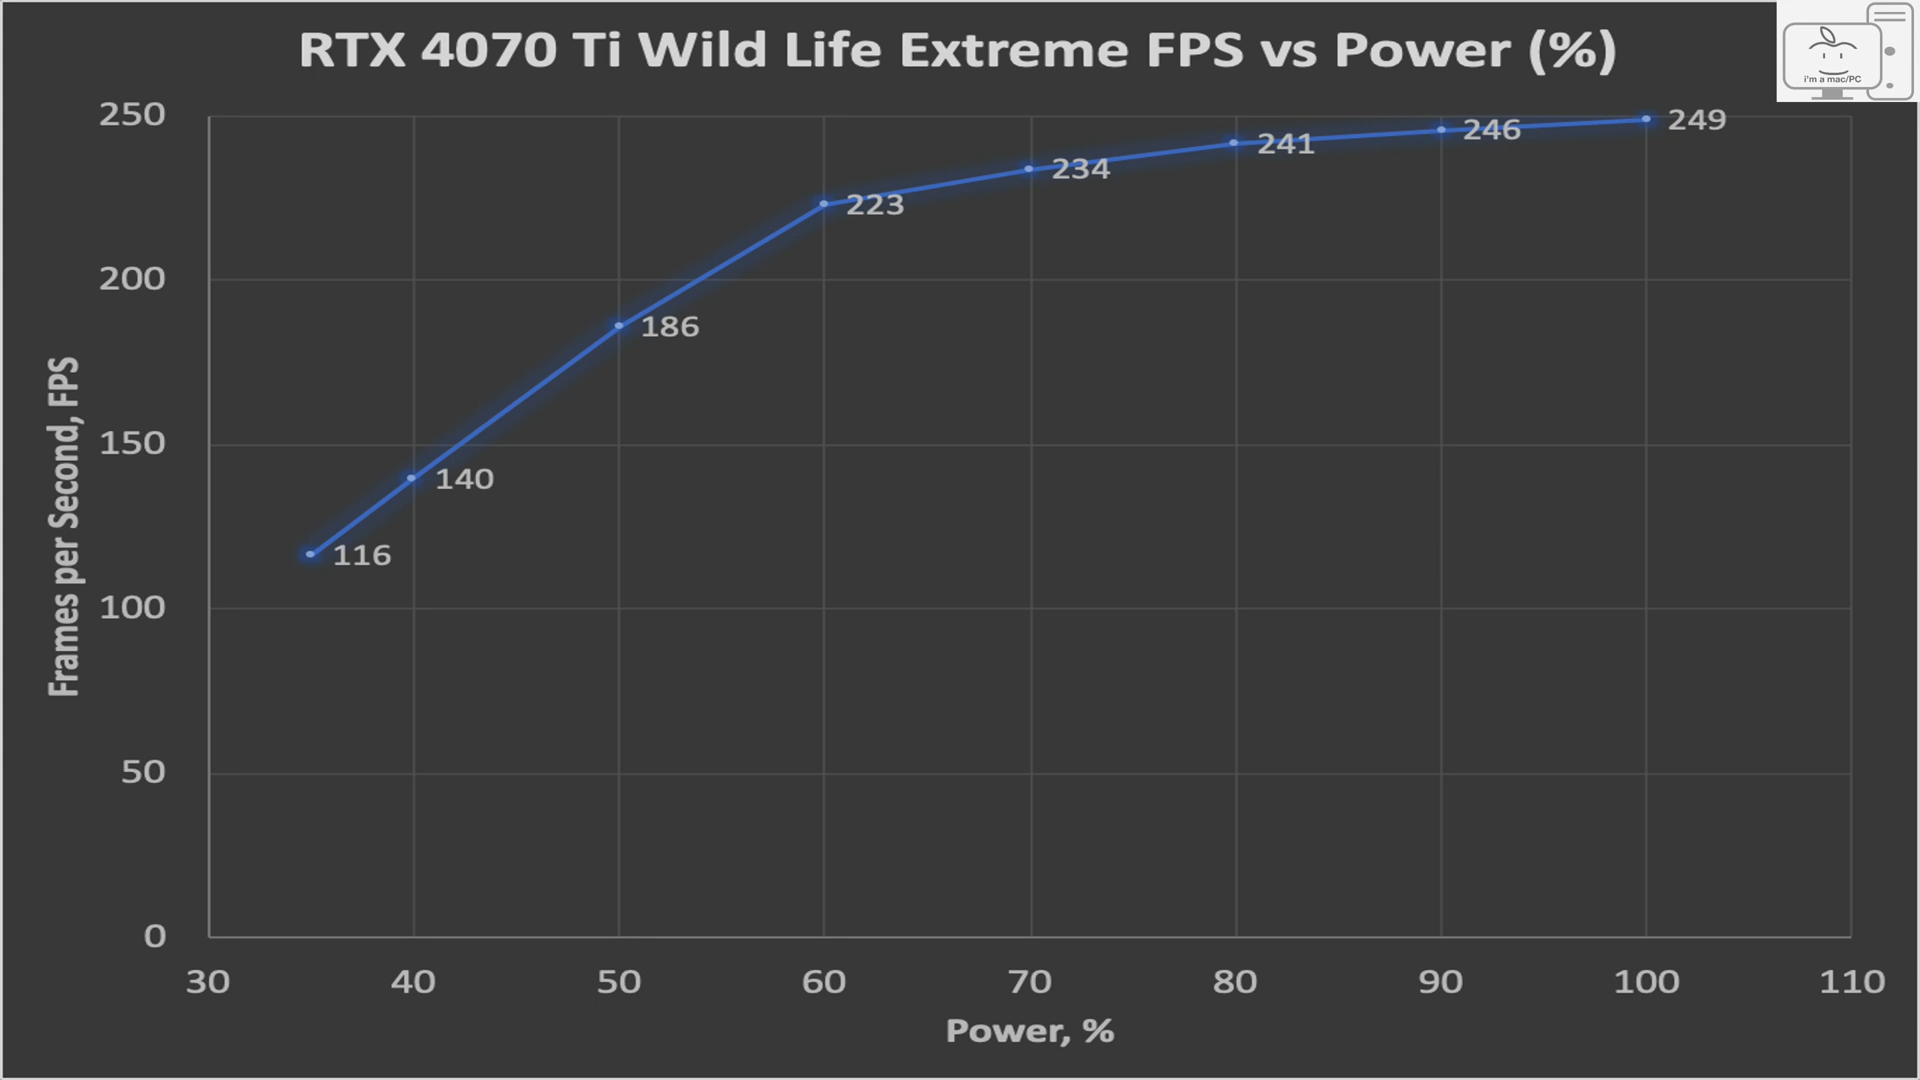 RTX 4070 Ti Wild Life Extreme FPS vs Power (%)
i'm a mac/PC
Frames per Second, FPS
250
200
150
100
50
0
116
140
186
223
234
241
246
249
30 40 50 60 70 80 90 100 110
Power, %